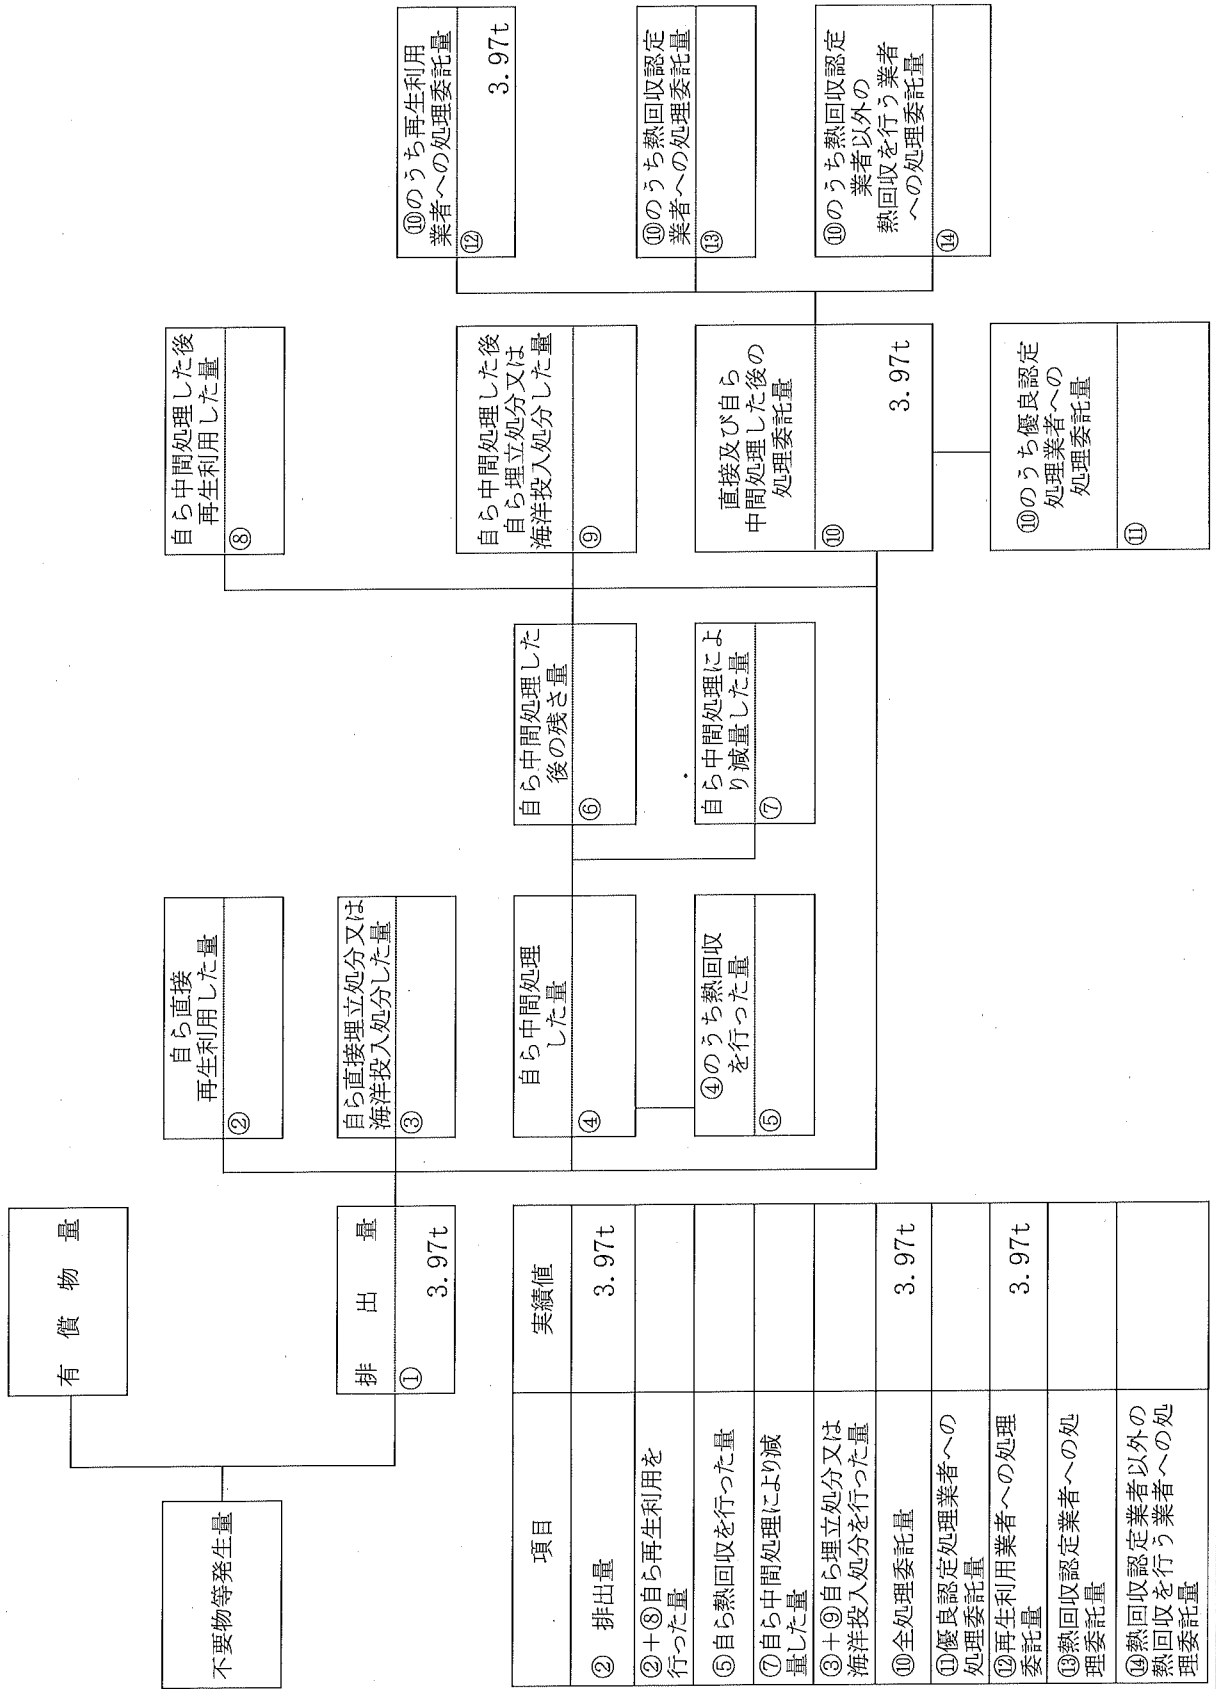 不要物等発生量
有償物量
排出量
①
3.97t
自ら直接
再生利用した量
②
自ら直接埋立処分又は
海洋投入処分した量
③
自ら中間処理
した量
④
④のうち熱回収
を行った量
⑤
自ら中間処理した
後の残さ量
⑥
自ら中間処理によ
り減量した量
⑦
自ら中間処理した後
再生利用した量
⑧
自ら中間処理した後
自ら埋立処分又は
海洋投入処分した量
⑨
直接及び自ら
中間処理した後の
処理委託量
⑩
3.97t
⑩のうち優良認定
処理業者への
処理委託量
⑪
⑩のうち再生利用
業者への処理委託量
⑫
3.97t
⑩のうち熱回収認定
業者への処理委託量
⑬
⑩のうち熱回収認定
業者以外の
熱回収を行う業者
への処理委託量
⑭
項目 実績値
② 排出量 3.97t
②+⑧自ら再生利用を
行った量
⑤自ら熱回収を行った量
⑦自ら中間処理により減
量した量
③+⑨自ら埋立処分又は
海洋投入処分を行った量
⑩全処理委託量 3.97t
⑪優良認定処理業者への
処理委託量
⑫再生利用業者への処理
委託量 3.97t
⑬熱回収認定業者への処
理委託量
⑭熱回収認定業者以外の
熱回収を行う業者への処
理委託量